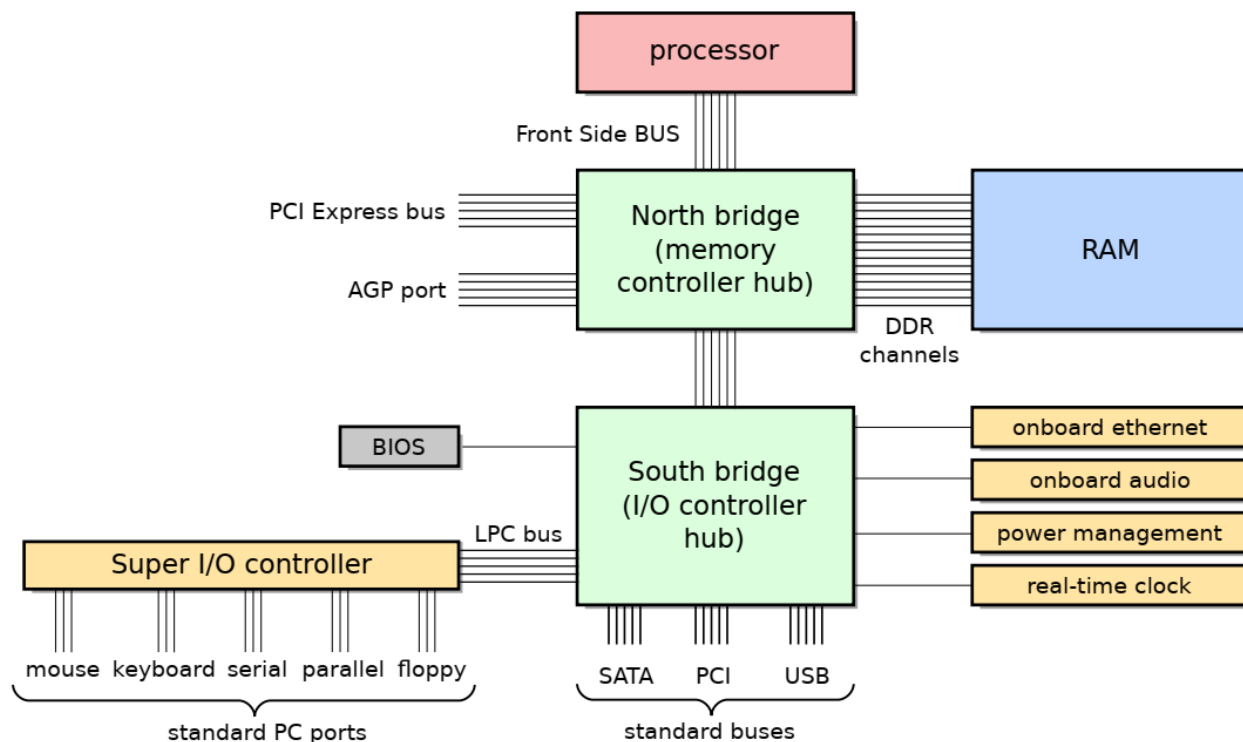 processor
Front Side BUS
PCI Express bus
AGP port
North bridge
(memory
controller hub)
RAM
DDR
channels
BIOS
South bridge
(I/O controller
hub)
onboard ethernet
onboard audio
power management
real-time clock
LPC bus
Super I/O controller
mouse keyboard serial parallel floppy
standard PC ports
SATA PCI USB
standard buses